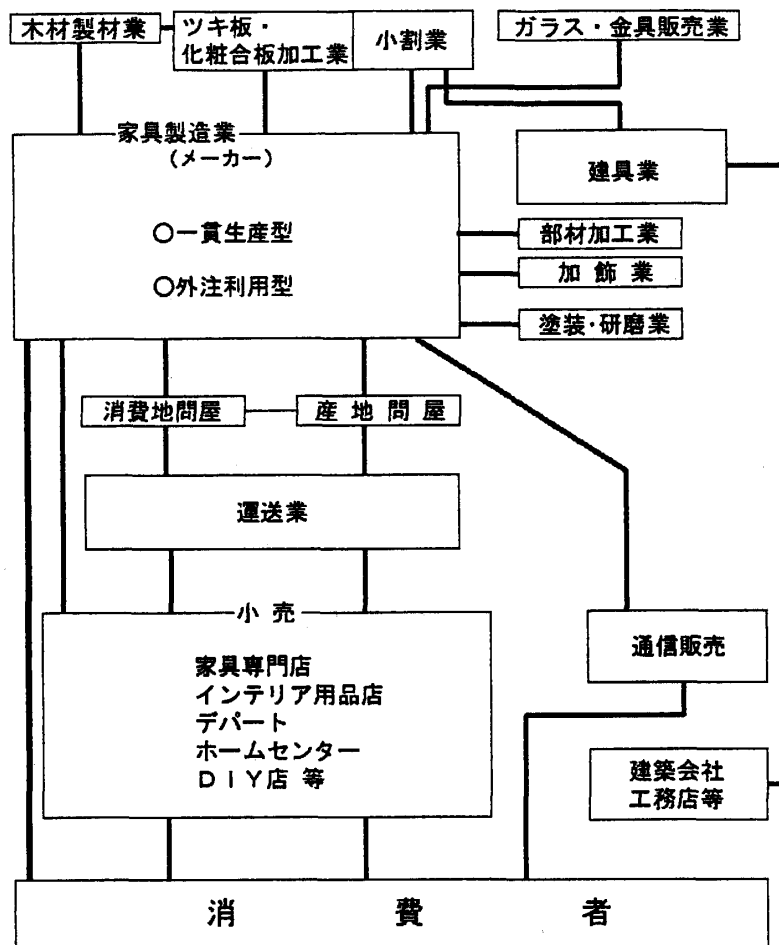 木材製材業
ツキ板・
化粧合板加工業
小割業
ガラス・金具販売業
家具製造業
（メーカー）
建具業
○一貫生産型
○外注利用型
部材加工業
加飾業
塗装・研磨業
消費地問屋
産地問屋
運送業
小売
家具専門店
インテリア用品店
デパート
ホームセンター
ＤＩＹ店 等
通信販売
建築会社
工務店等
消費者